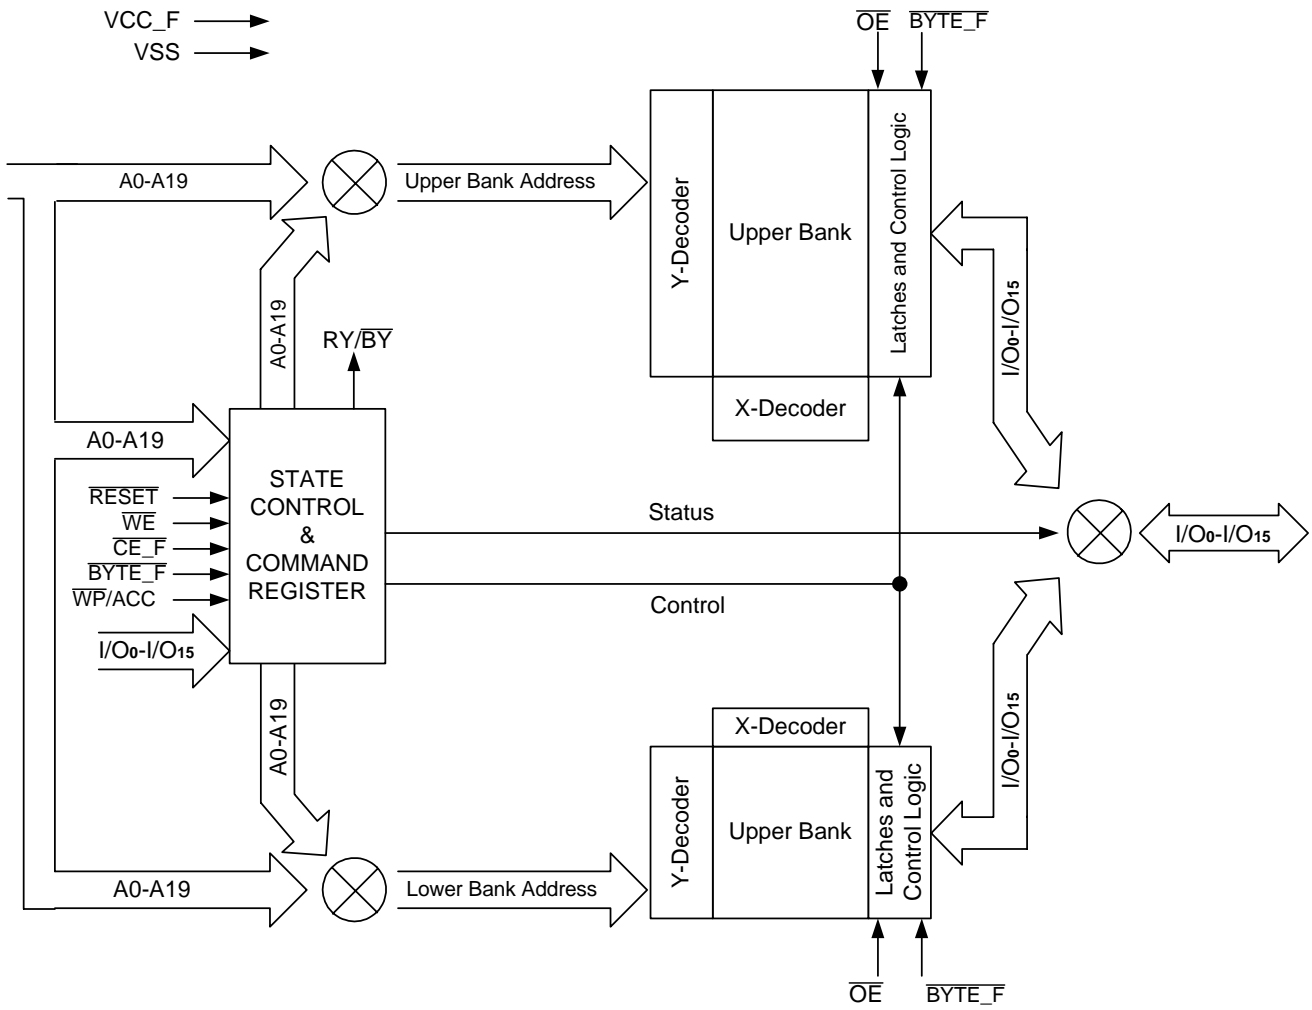 VCC_F
VSS
OE
BYTE_F
A0-A19
Upper Bank Address
Y-Decoder
Upper Bank
Latches and Control Logic
X-Decoder
I/O0-I/O15
A0-A19
RY/BY
A0-A19
RESET
WE
CE_F
BYTE_F
WP/ACC
I/O0-I/O15
STATE
CONTROL
&
COMMAND
REGISTER
Status
Control
I/O0-I/O15
A0-A19
X-Decoder
Y-Decoder
Upper Bank
Latches and
Control Logic
I/O0-I/O15
A0-A19
Lower Bank Address
OE
BYTE_F